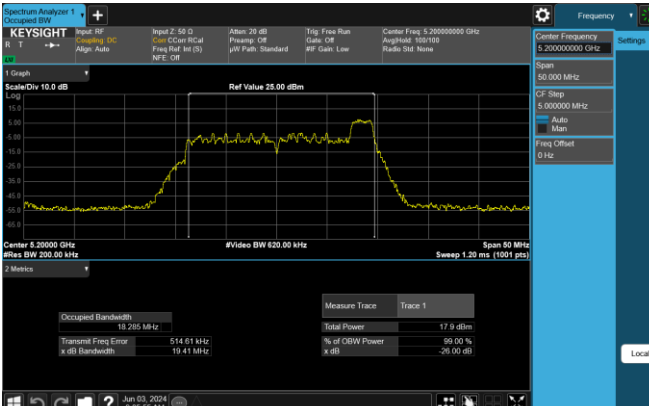 Spectrum Analyzer 1
Occupied BW
+
Frequency
KEYSIGHT
R T
LW
Input: RF
Coupling: DC
Align: Auto
Input Z: 50 Ω
Corr CCorr RCal
Freq Ref: Int (S)
NFE: Off
Atten: 20 dB
Preamp: Off
µW Path: Standard
Trig: Free Run
Gate: Off
#IF Gain: Low
Center Freq: 5.200000000 GHz
Avg|Hold: 100/100
Radio Std: None
Center Frequency
5.200000000 GHz
Settings
Span
50.000 MHz
CF Step
5.000000 MHz
Auto
Man
Freq Offset
0 Hz
1 Graph
Scale/Div 10.0 dB
Ref Value 25.00 dBm
Log
15.0
5.00
-5.00
-15.0
-25.0
-35.0
-45.0
-55.0
-65.0
Center 5.20000 GHz
#Video BW 620.00 kHz
Span 50 MHz
#Res BW 200.00 kHz
Sweep 1.20 ms (1001 pts)
2 Metrics
Measure Trace
Trace 1
Occupied Bandwidth
18.285 MHz
Total Power
17.9 dBm
Transmit Freq Error
514.61 kHz
% of OBW Power
99.00 %
x dB Bandwidth
19.41 MHz
x dB
-26.00 dB
Local
?
Jun 03, 2024